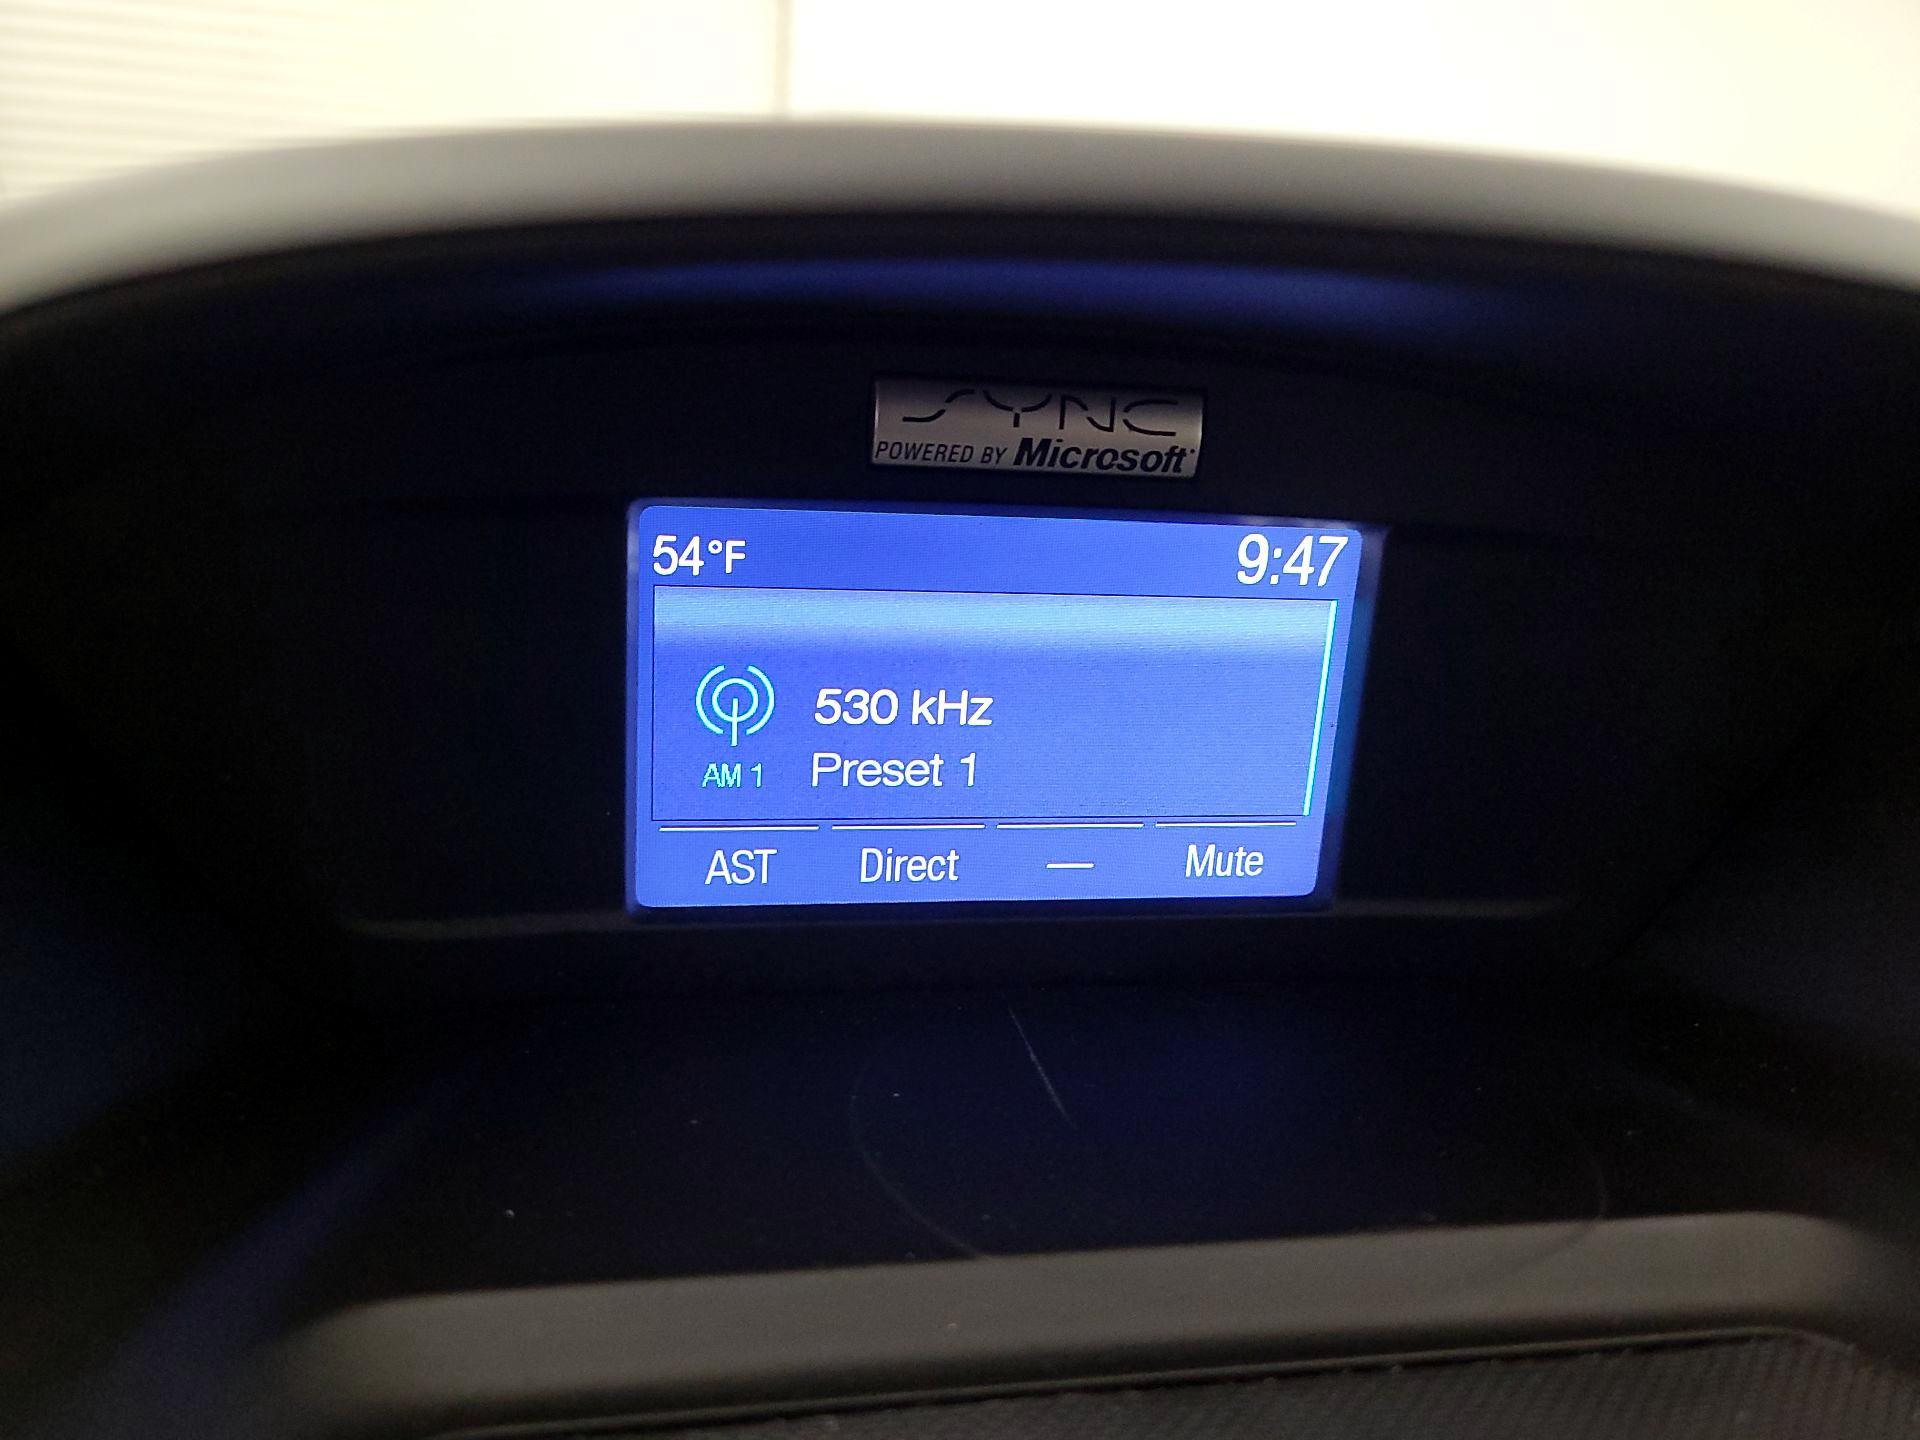 SYNC
POWERED BY Microsoft
54°F 9:47
530 kHz
AM 1 Preset 1
AST Direct — Mute